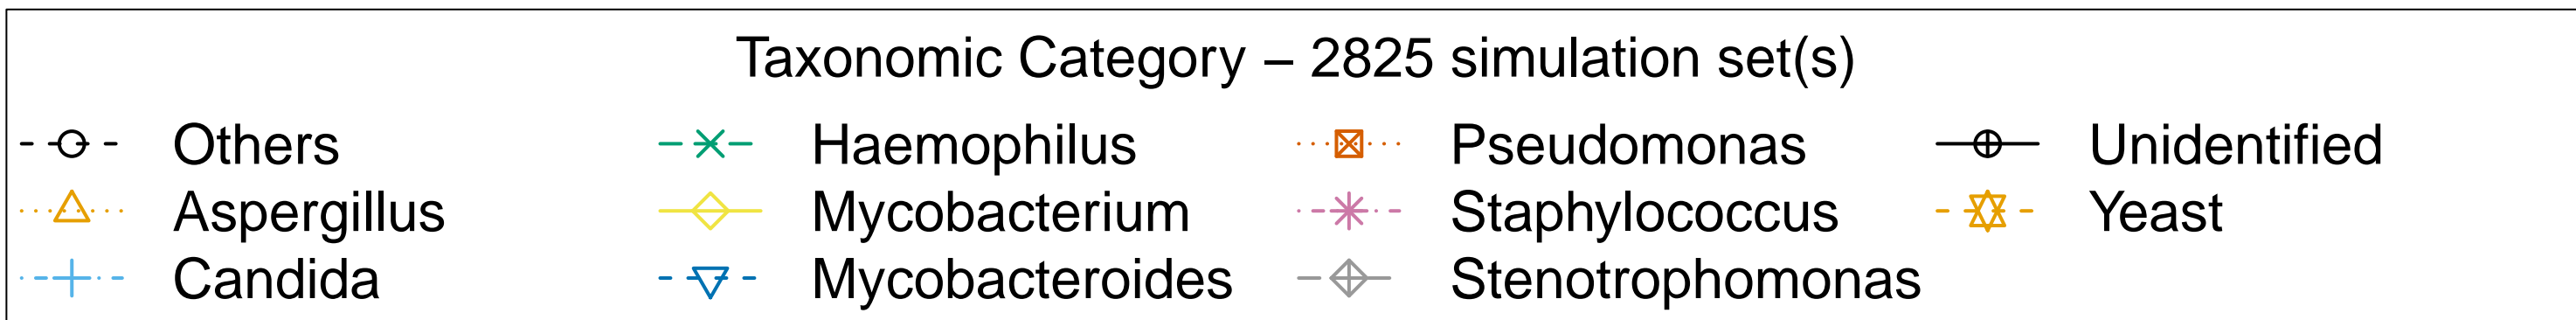 Taxonomic Category – 2825 simulation set(s)
Others Haemophilus Pseudomonas Unidentified
Aspergillus Mycobacterium Staphylococcus Yeast
Candida Mycobacteroides Stenotrophomonas